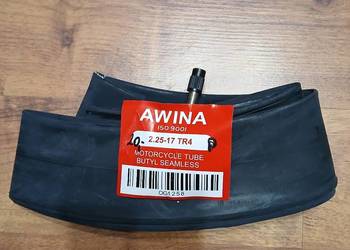 AWINA
ISO 9001
2.25-17 TR4
MOTORCYCLE TUBE
BUTYL SEAMLESS
OG1258